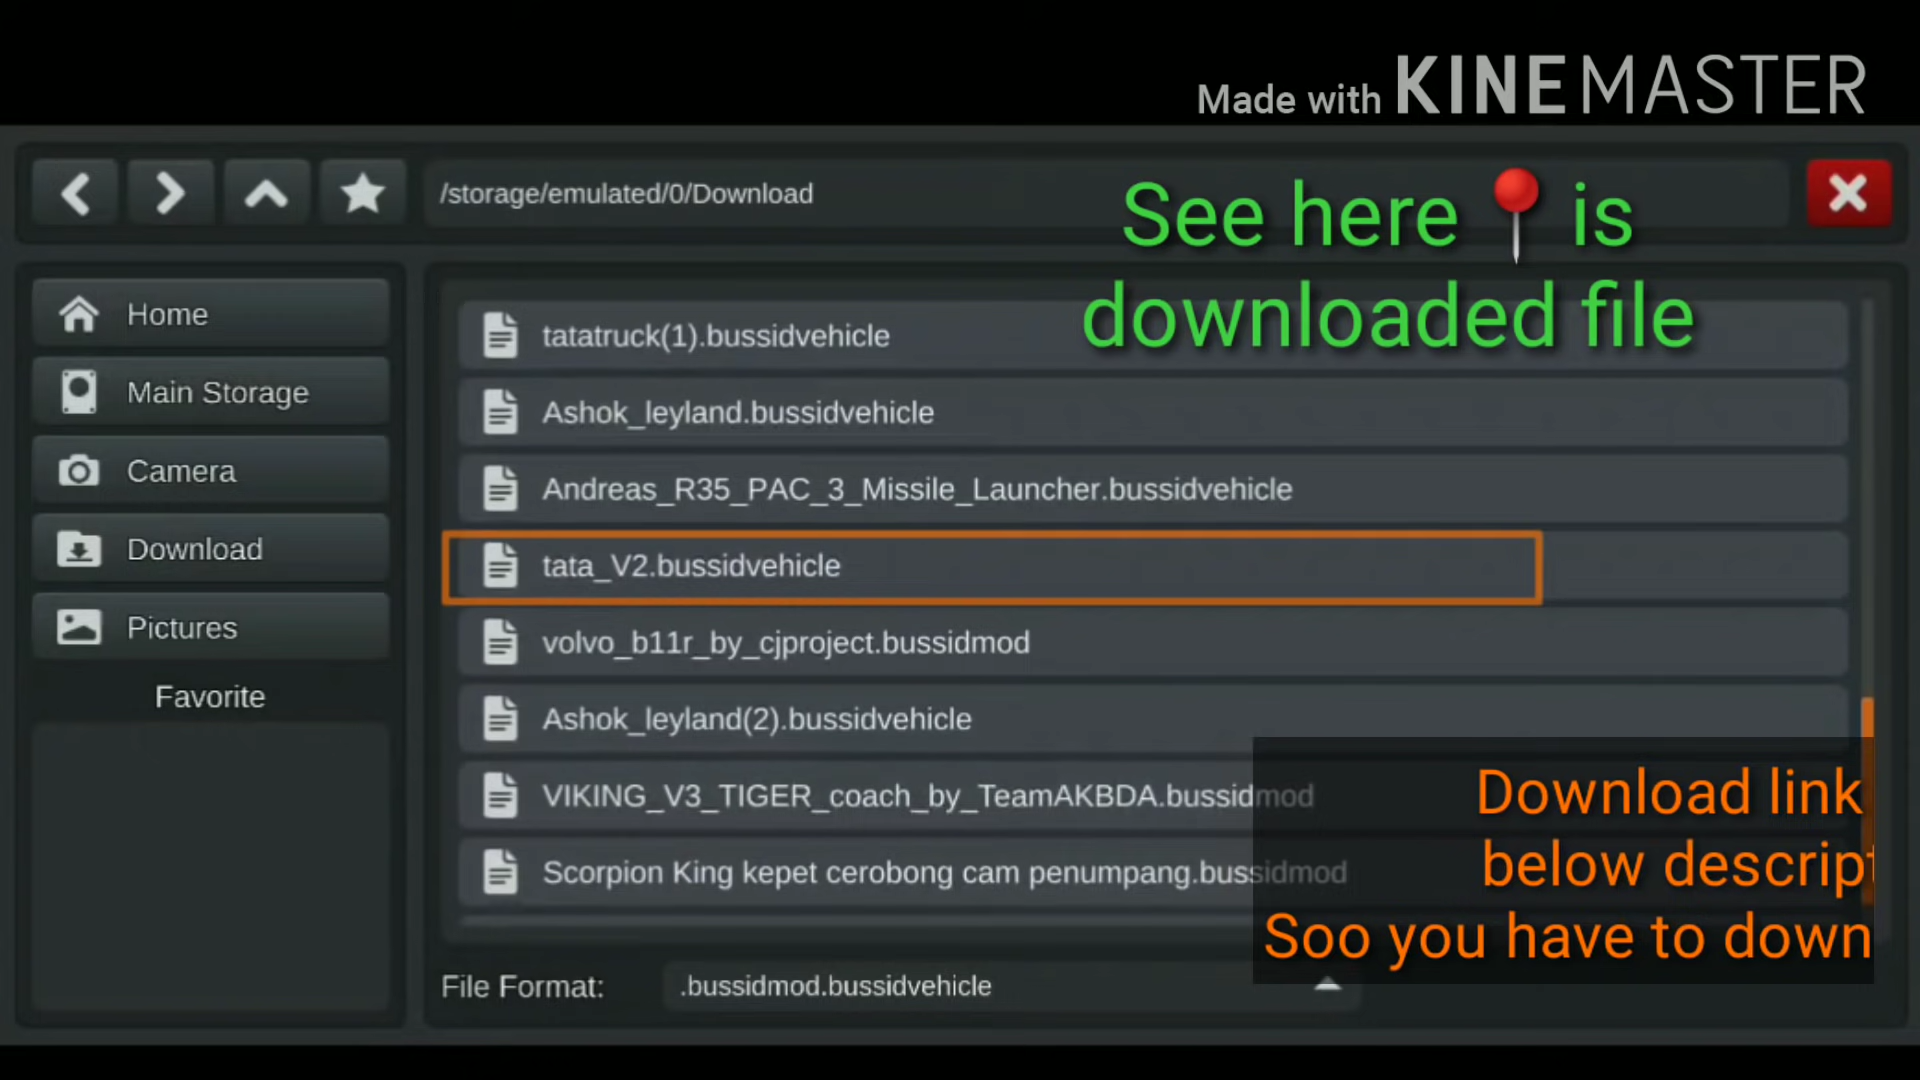 Made with KINEMASTER
/storage/emulated/0/Download
See here is
downloaded file
Home
Main Storage
Camera
Download
Pictures
Favorite
tatatruck(1).bussidvehicle
Ashok_leyland.bussidvehicle
Andreas_R35_PAC_3_Missile_Launcher.bussidvehicle
tata_V2.bussidvehicle
volvo_b11r_by_cjproject.bussidmod
Ashok_leyland(2).bussidvehicle
VIKING_V3_TIGER_coach_by_TeamAKBDA.bussidmod
Scorpion King kepet cerobong cam penumpang.bussidmod
Download link
below descript
Soo you have to down
File Format: .bussidmod.bussidvehicle